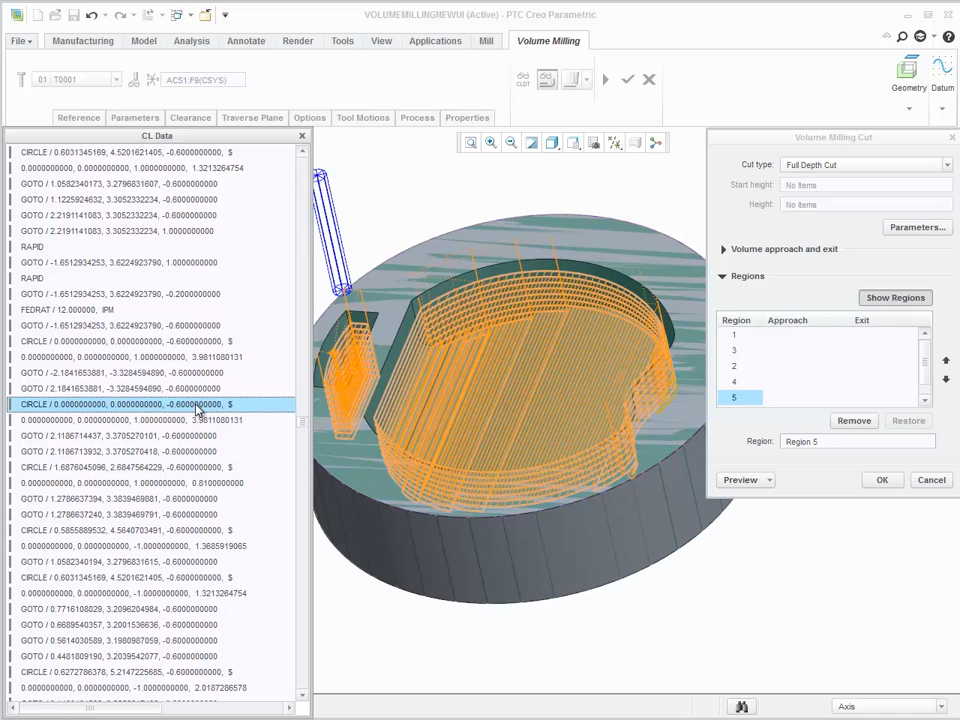 VOLUMEMILLINGNEWUI (Active) - PTC Creo Parametric
File Manufacturing Model Analysis Annotate Render Tools View Applications Mill Volume Milling
01 : T0001 ACS1:F9(CSYS) CLDT Geometry Datum
Shading Parameters Clearance Traverse Plane Options Tool Motions Process Properties
CL Data
CIRCLE / 0.6031345169, 4.5201621405, -0.6000000000, $
0.0000000000, 0.0000000000, 1.0000000000, 1.3213264754
GOTO / 1.0582340173, 3.2796831607, -0.6000000000
GOTO / 1.1225924632, 3.3052332234, -0.6000000000
GOTO / 2.2191141083, 3.3052332234, -0.6000000000
GOTO / 2.2191141083, 3.3052332234, 1.0000000000
RAPID
GOTO / -1.6512934253, 3.6224923790, 1.0000000000
RAPID
GOTO / -1.6512934253, 3.6224923790, -0.2000000000
FEDRAT / 12.000000, IPM
GOTO / -1.6512934253, 3.6224923790, -0.6000000000
CIRCLE / 0.0000000000, 0.0000000000, -0.6000000000, $
0.0000000000, 0.0000000000, 1.0000000000, 3.9811080131
GOTO / -2.1841653881, -3.3284594890, -0.6000000000
GOTO / 2.1841653881, -3.3284594890, -0.6000000000
CIRCLE / 0.0000000000, 0.0000000000, -0.6000000000, $
0.0000000000, 0.0000000000, 1.0000000000, 3.9811080131
GOTO / 2.1186714437, 3.3705270101, -0.6000000000
GOTO / 2.1186713932, 3.3705270418, -0.6000000000
CIRCLE / 1.6876045096, 2.6847564229, -0.6000000000, $
0.0000000000, 0.0000000000, 1.0000000000, 0.8100000000
GOTO / 1.2786637394, 3.3839469881, -0.6000000000
GOTO / 1.2786637240, 3.3839469791, -0.6000000000
CIRCLE / 0.5855889532, 4.5640703491, -0.6000000000, $
0.0000000000, 0.0000000000, -1.0000000000, 1.3685919065
GOTO / 1.0582340194, 3.2796831615, -0.6000000000
CIRCLE / 0.6031345169, 4.5201621405, -0.6000000000, $
0.0000000000, 0.0000000000, -1.0000000000, 1.3213264754
GOTO / 0.7716108029, 3.2096204984, -0.6000000000
GOTO / 0.6689540357, 3.2001536636, -0.6000000000
GOTO / 0.5614030589, 3.1980987059, -0.6000000000
GOTO / 0.4481809190, 3.2039542077, -0.6000000000
CIRCLE / 0.6272786378, 5.2147225685, -0.6000000000, $
0.0000000000, 0.0000000000, -1.0000000000, 2.0187286578
Volume Milling Cut
Cut type: Full Depth Cut
Start height: No Items
Height: No Items
Parameters...
Volume approach and exit
Regions
Show Regions
Region Approach Exit
1
3
2
4
5
Remove Restore
Region: Region 5
Preview OK Cancel
Axis